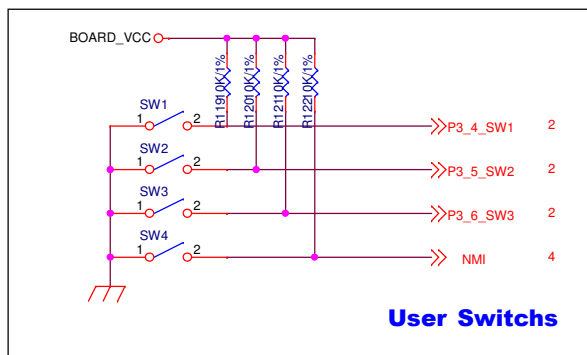 BOARD_VCC
R119 10K/1%
R120 10K/1%
R121 10K/1%
R122 10K/1%
SW1
1 2
P3_4_SW1 2
SW2
1 2
P3_5_SW2 2
SW3
1 2
P3_6_SW3 2
SW4
1 2
NMI 4
User Switchs